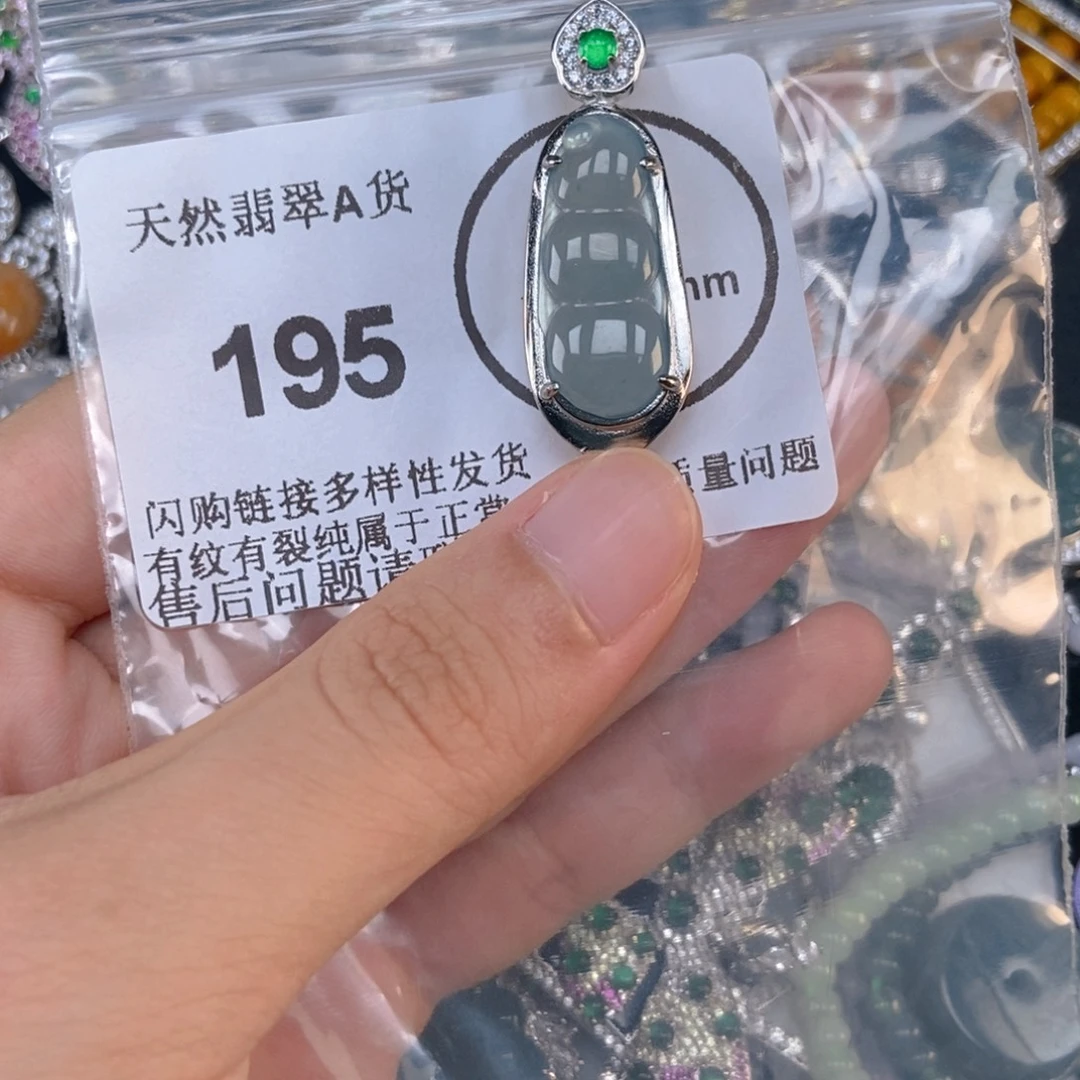 天然翡翠A货
195
mm
闪购链接多样性发货
量问题
有纹有裂纯属于正常
售后问题请